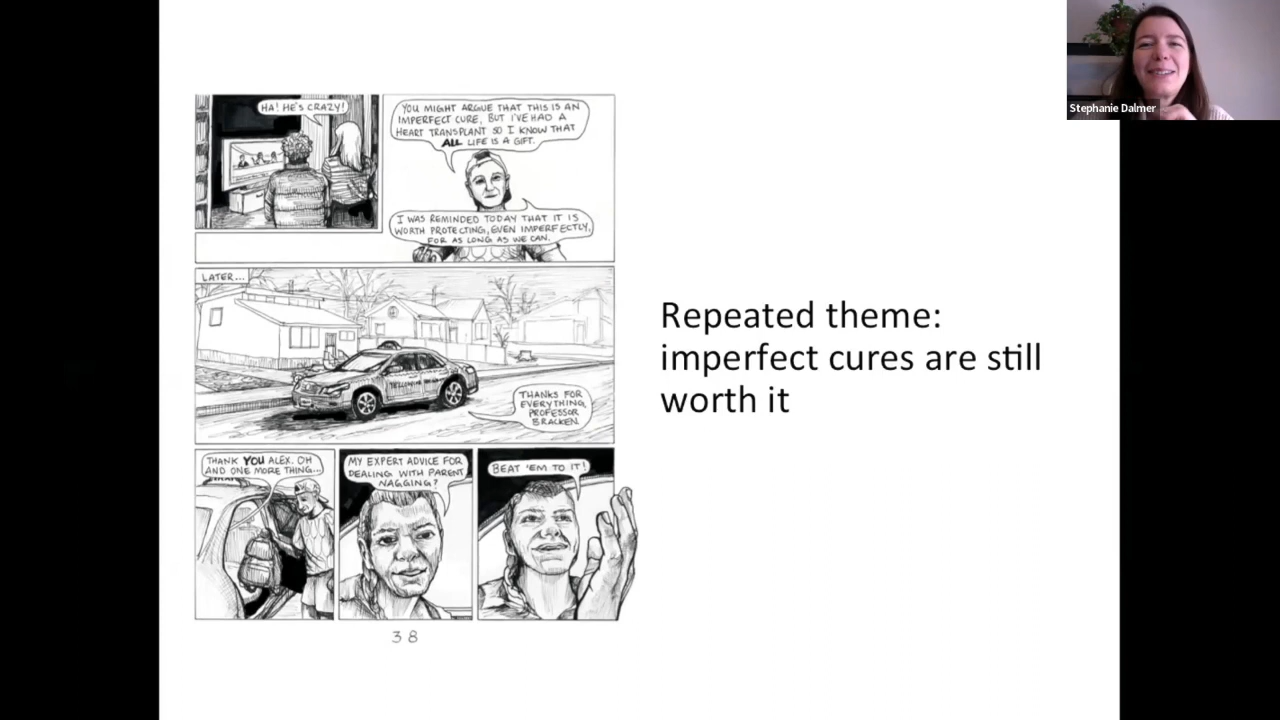 HA! HE'S CRAZY!
YOU MIGHT ARGUE THAT THIS IS AN
IMPERFECT CURE, BUT I'VE HAD A
HEART TRANSPLANT SO I KNOW THAT
ALL LIFE IS A GIFT.
I WAS REMINDED TODAY THAT IT IS
WORTH PROTECTING, EVEN IMPERFECTLY,
FOR AS LONG AS WE CAN.
LATER...
THANKS FOR
EVERYTHING,
PROFESSOR
BRACKEN.
THANK YOU ALEX. OH
AND ONE MORE THING...
MY EXPERT ADVICE FOR
DEALING WITH PARENT
NAGGING?
BEAT 'EM TO IT!
38
Repeated theme:
imperfect cures are still
worth it
Stephanie Dalmer